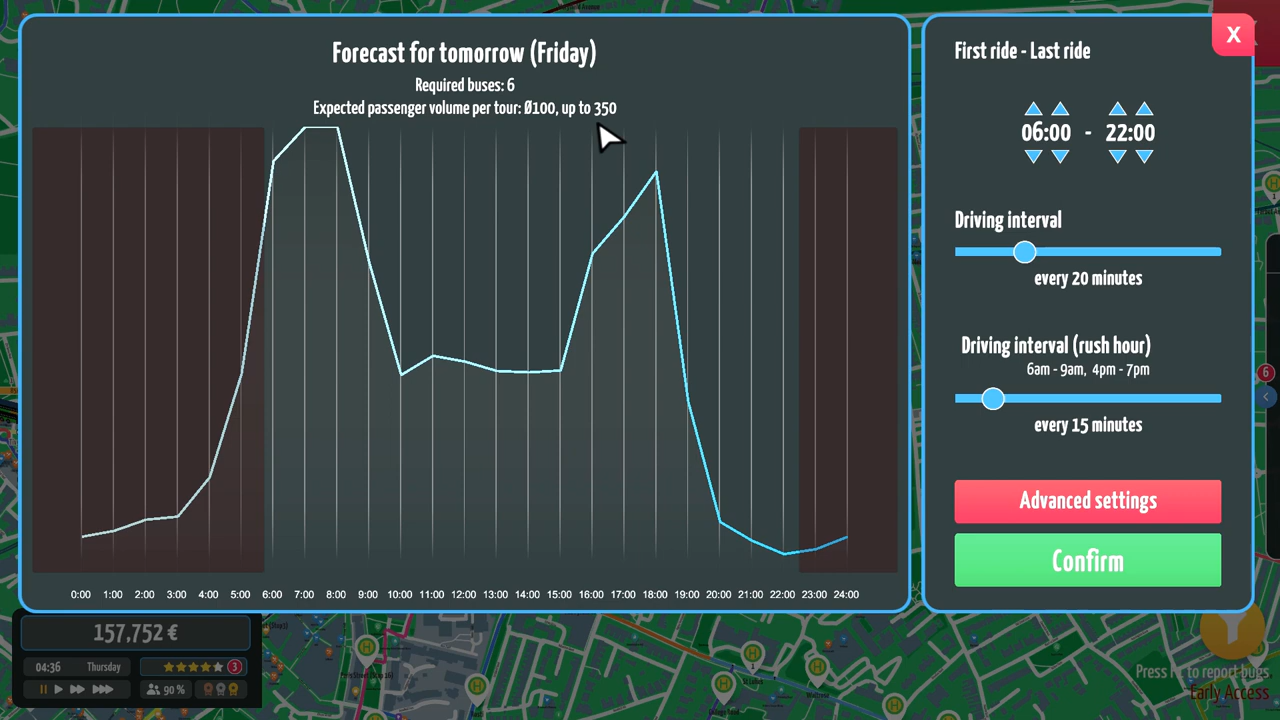 Forecast for tomorrow (Friday)
Required buses: 6
Expected passenger volume per tour: Ø100, up to 350
0:00 1:00 2:00 3:00 4:00 5:00 6:00 7:00 8:00 9:00 10:00 11:00 12:00 13:00 14:00 15:00 16:00 17:00 18:00 19:00 20:00 21:00 22:00 23:00 24:00
First ride - Last ride
X
06:00 - 22:00
Driving interval
every 20 minutes
Driving interval (rush hour)
6am - 9am, 4pm - 7pm
every 15 minutes
Advanced settings
Confirm
6
157,752 €
04:36 Thursday 3
90 %
Press to report bugs
Early Access